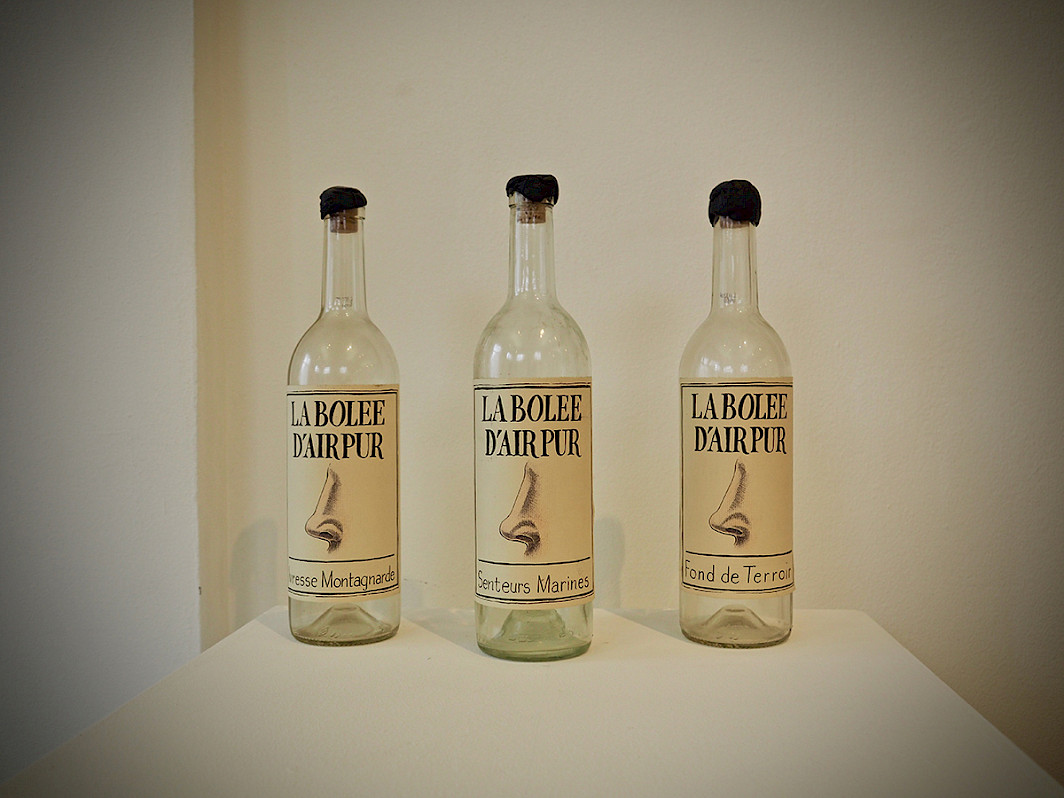 LA BOLEE
D'AIR PUR
Montagnarde
LA BOLEE
D'AIR PUR
Senteurs Marines
LA BOLEE
D'AIR PUR
Fond de Terroir